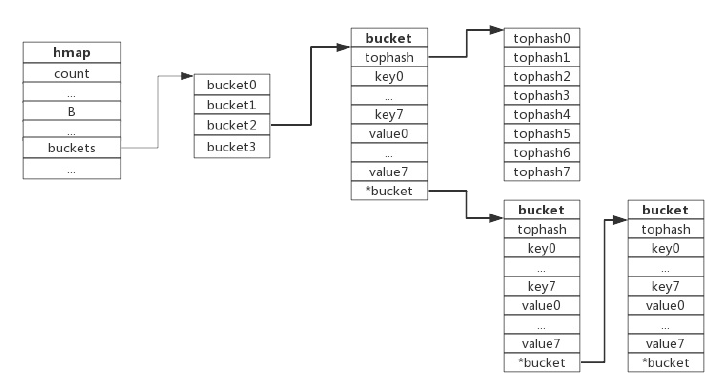 hmap
count
...
B
...
buckets
...
bucket0
bucket1
bucket2
bucket3
bucket
tophash
key0
...
key7
value0
...
value7
*bucket
tophash0
tophash1
tophash2
tophash3
tophash4
tophash5
tophash6
tophash7
bucket
tophash
key0
...
key7
value0
...
value7
*bucket
bucket
tophash
key0
...
key7
value0
...
value7
*bucket